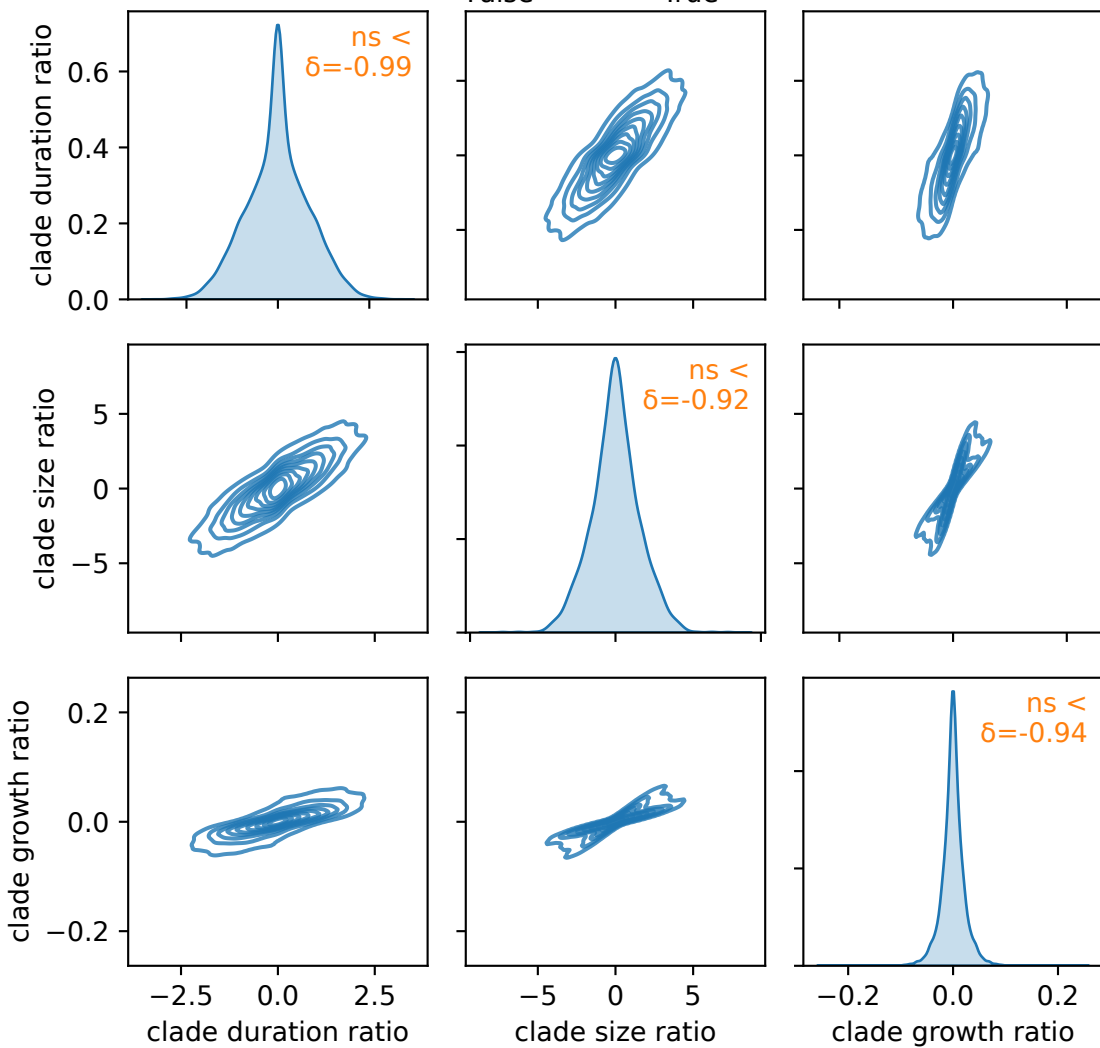 clade duration ratio
0.6
0.4
0.2
0.0
ns <
δ=-0.99
clade size ratio
5
0
−5
ns <
δ=-0.92
clade growth ratio
0.2
0.0
−0.2
ns <
δ=-0.94
−2.5 0.0 2.5
−5 0 5
−0.2 0.0 0.2
clade duration ratio
clade size ratio
clade growth ratio